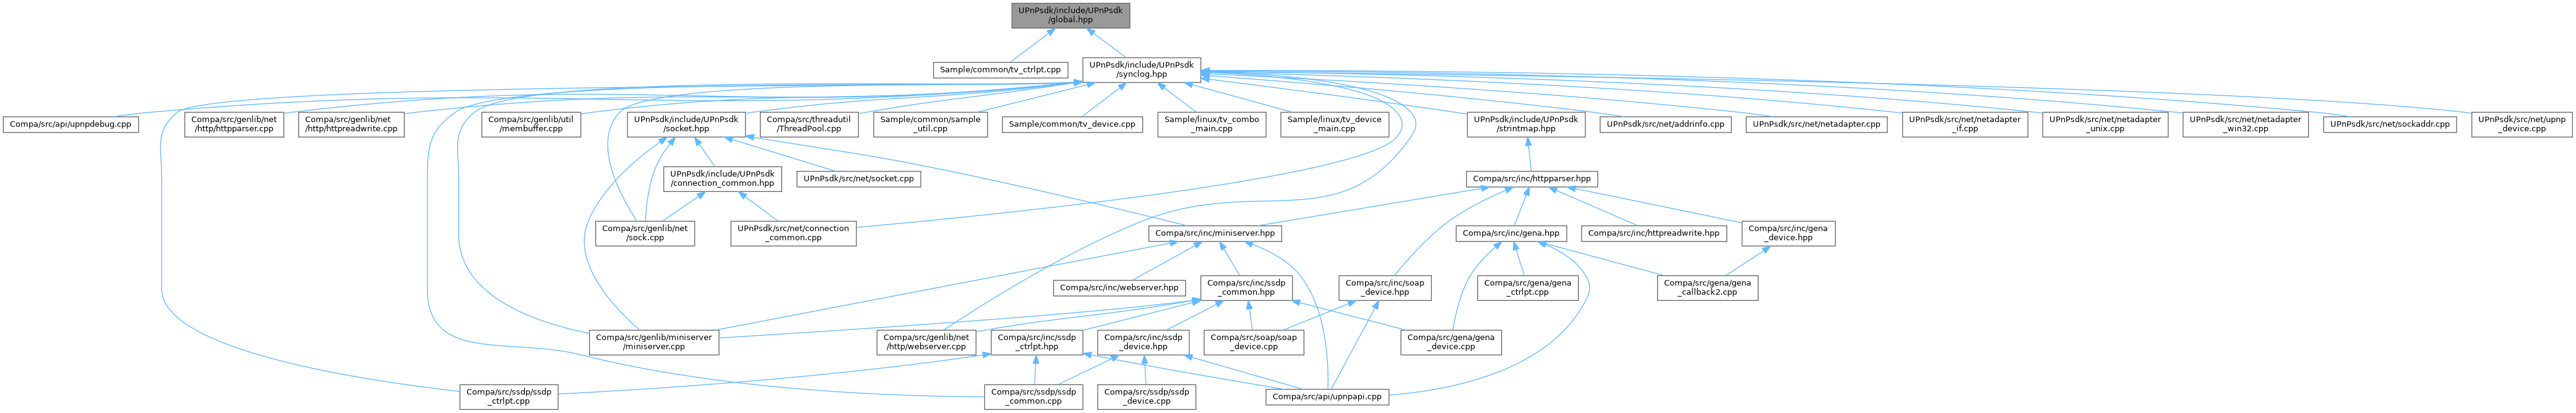 UPnPsdk/include/UPnPsdk
/global.hpp
Sample/common/tv_ctrlpt.cpp
UPnPsdk/include/UPnPsdk
/synclog.hpp
Compa/src/api/upnpdebug.cpp
Compa/src/genlib/net
/http/httpparser.cpp
Compa/src/genlib/net
/http/httpreadwrite.cpp
Compa/src/genlib/util
/membuffer.cpp
UPnPsdk/include/UPnPsdk
/socket.hpp
Compa/src/threadutil
/ThreadPool.cpp
Sample/common/sample
_util.cpp
Sample/common/tv_device.cpp
Sample/linux/tv_combo
_main.cpp
Sample/linux/tv_device
_main.cpp
UPnPsdk/include/UPnPsdk
/strintmap.hpp
UPnPsdk/src/net/addrinfo.cpp
UPnPsdk/src/net/netadapter.cpp
UPnPsdk/src/net/netadapter
_if.cpp
UPnPsdk/src/net/netadapter
_unix.cpp
UPnPsdk/src/net/netadapter
_win32.cpp
UPnPsdk/src/net/sockaddr.cpp
UPnPsdk/src/net/upnp
_device.cpp
UPnPsdk/include/UPnPsdk
/connection_common.hpp
UPnPsdk/src/net/socket.cpp
Compa/src/inc/httpparser.hpp
Compa/src/genlib/net
/sock.cpp
UPnPsdk/src/net/connection
_common.cpp
Compa/src/inc/miniserver.hpp
Compa/src/inc/gena.hpp
Compa/src/inc/httpreadwrite.hpp
Compa/src/inc/gena
_device.hpp
Compa/src/inc/webserver.hpp
Compa/src/inc/ssdp
_common.hpp
Compa/src/inc/soap
_device.hpp
Compa/src/gena/gena
_ctrlpt.cpp
Compa/src/gena/gena
_callback2.cpp
Compa/src/genlib/miniserver
/miniserver.cpp
Compa/src/genlib/net
/http/webserver.cpp
Compa/src/inc/ssdp
_ctrlpt.hpp
Compa/src/inc/ssdp
_device.hpp
Compa/src/soap/soap
_device.cpp
Compa/src/gena/gena
_device.cpp
Compa/src/ssdp/ssdp
_ctrlpt.cpp
Compa/src/ssdp/ssdp
_common.cpp
Compa/src/ssdp/ssdp
_device.cpp
Compa/src/api/upnpapi.cpp